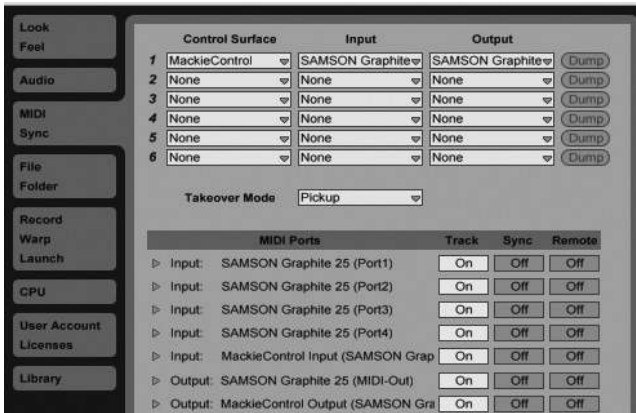 Look
Feel
Audio
MIDI
Sync
File
Folder
Record
Warp
Launch
CPU
User Account
Licenses
Library
Control Surface Input Output
1 MackieControl SAMSON Graphite SAMSON Graphite Dump
2 None None None Dump
3 None None None Dump
4 None None None Dump
5 None None None Dump
6 None None None Dump
Takeover Mode Pickup
MIDI Ports Track Sync Remote
Input: SAMSON Graphite 25 (Port1) On Off Off
Input: SAMSON Graphite 25 (Port2) On Off Off
Input: SAMSON Graphite 25 (Port3) On Off Off
Input: SAMSON Graphite 25 (Port4) On Off Off
Input: MackieControl Input (SAMSON Grap On Off Off
Output: SAMSON Graphite 25 (MIDI-Out) On Off Off
Output: MackieControl Output (SAMSON Gra On Off Off